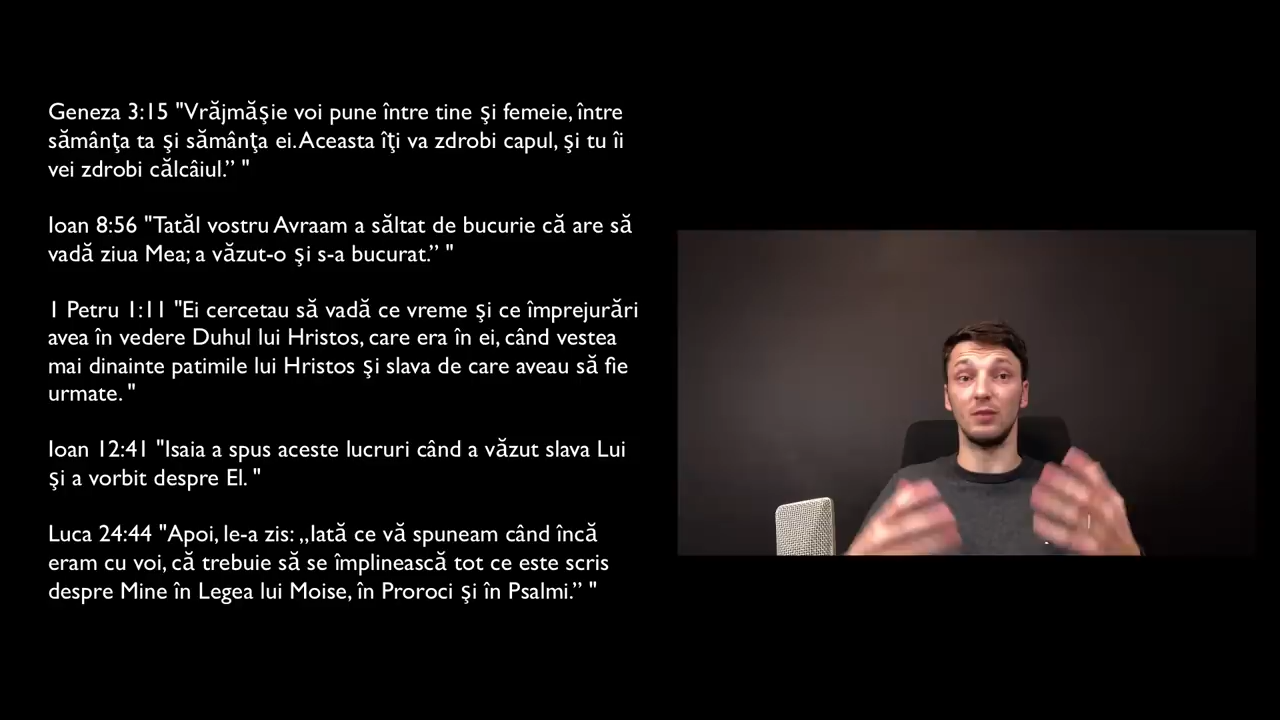 Geneza 3:15 "Vrăjmăşie voi pune între tine şi femeie, între
sămânţa ta şi sămânţa ei. Aceasta îţi va zdrobi capul, şi tu îi
vei zdrobi călcâiul.” "
Ioan 8:56 "Tatăl vostru Avraam a săltat de bucurie că are să
vadă ziua Mea; a văzut-o şi s-a bucurat.” "
1 Petru 1:11 "Ei cercetau să vadă ce vreme şi ce împrejurări
avea în vedere Duhul lui Hristos, care era în ei, când vestea
mai dinainte patimile lui Hristos şi slava de care aveau să fie
urmate. "
Ioan 12:41 "Isaia a spus aceste lucruri când a văzut slava Lui
şi a vorbit despre El. "
Luca 24:44 "Apoi, le-a zis: ,,Iată ce vă spuneam când încă
eram cu voi, că trebuie să se împlinească tot ce este scris
despre Mine în Legea lui Moise, în Proroci şi în Psalmi.” "